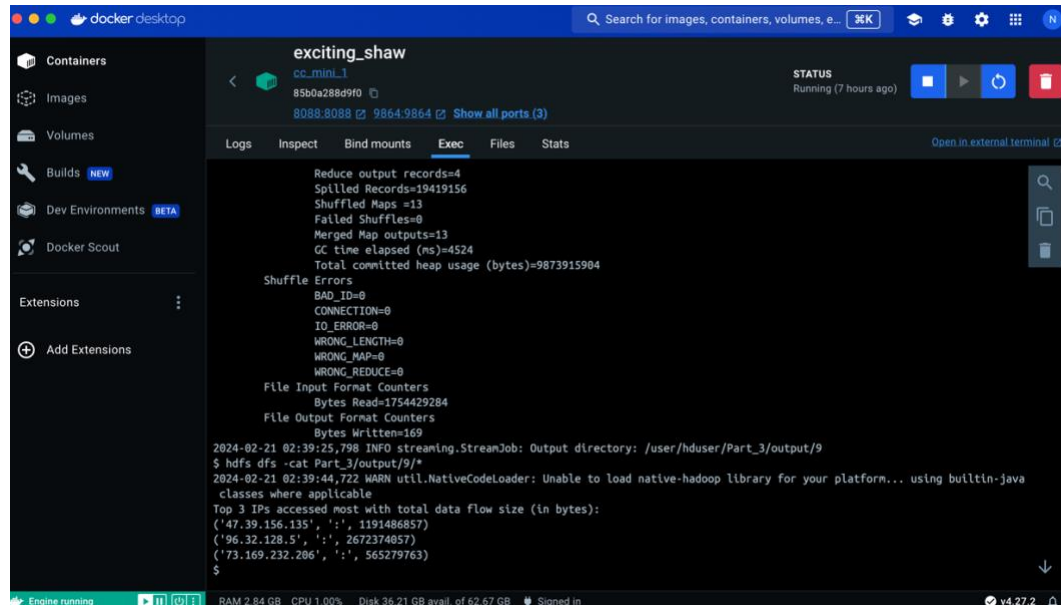 docker desktop
Search for images, containers, volumes, e... ⌘K
N
Containers
Images
Volumes
Builds NEW
Dev Environments BETA
Docker Scout
Extensions
Add Extensions
exciting_shaw
cc_mini_1
85b0a288d9f0
8088:8088 9864:9864 Show all ports (3)
STATUS
Running (7 hours ago)
Logs Inspect Bind mounts Exec Files Stats
Open in external terminal
Reduce output records=4
Spilled Records=19419156
Shuffled Maps =13
Failed Shuffles=0
Merged Map outputs=13
GC time elapsed (ms)=4524
Total committed heap usage (bytes)=9873915904
Shuffle Errors
BAD_ID=0
CONNECTION=0
IO_ERROR=0
WRONG_LENGTH=0
WRONG_MAP=0
WRONG_REDUCE=0
File Input Format Counters
Bytes Read=1754429284
File Output Format Counters
Bytes Written=169
2024-02-21 02:39:25,798 INFO streaming.StreamJob: Output directory: /user/hduser/Part_3/output/9
$ hdfs dfs -cat Part_3/output/9/*
2024-02-21 02:39:44,722 WARN util.NativeCodeLoader: Unable to load native-hadoop library for your platform... using builtin-java
classes where applicable
Top 3 IPs accessed most with total data flow size (in bytes):
('47.39.156.135', ':', 1191486857)
('96.32.128.5', ':', 2672374057)
('73.169.232.206', ':', 565279763)
$
Engine running
RAM 2.84 GB CPU 1.00% Disk 36.21 GB avail. of 62.67 GB Signed in
v4.27.2